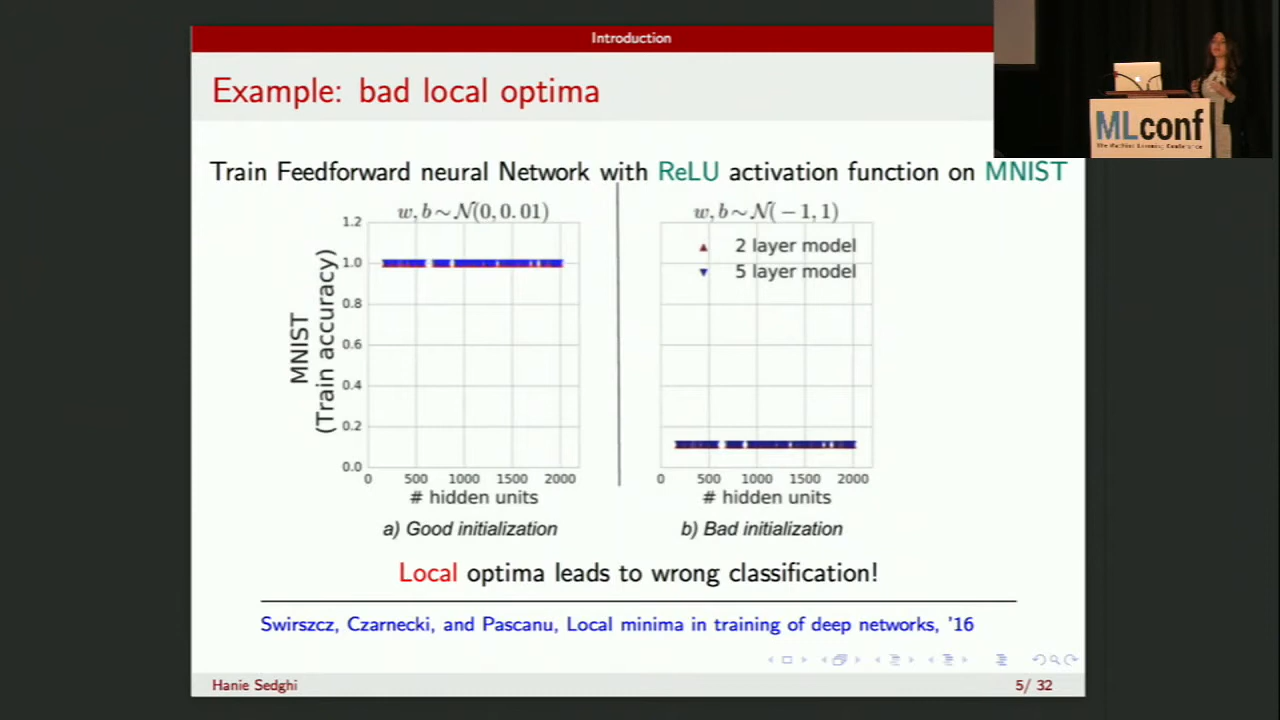 Introduction
Example: bad local optima
MLconf
The Machine Learning Conference
Train Feedforward neural Network with ReLU activation function on MNIST
w, b ~ N(0, 0.01)
w, b ~ N(−1, 1)
MNIST
(Train accuracy)
1.2
1.0
0.8
0.6
0.4
0.2
0.0
0 500 1000 1500 2000
# hidden units
2 layer model
5 layer model
0 500 1000 1500 2000
# hidden units
a) Good initialization
b) Bad initialization
Local optima leads to wrong classification!
Swirszcz, Czarnecki, and Pascanu, Local minima in training of deep networks, '16
Hanie Sedghi
5/ 32